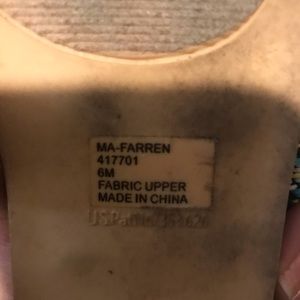 MA-FARREN
417701
6M
FABRIC UPPER
MADE IN CHINA